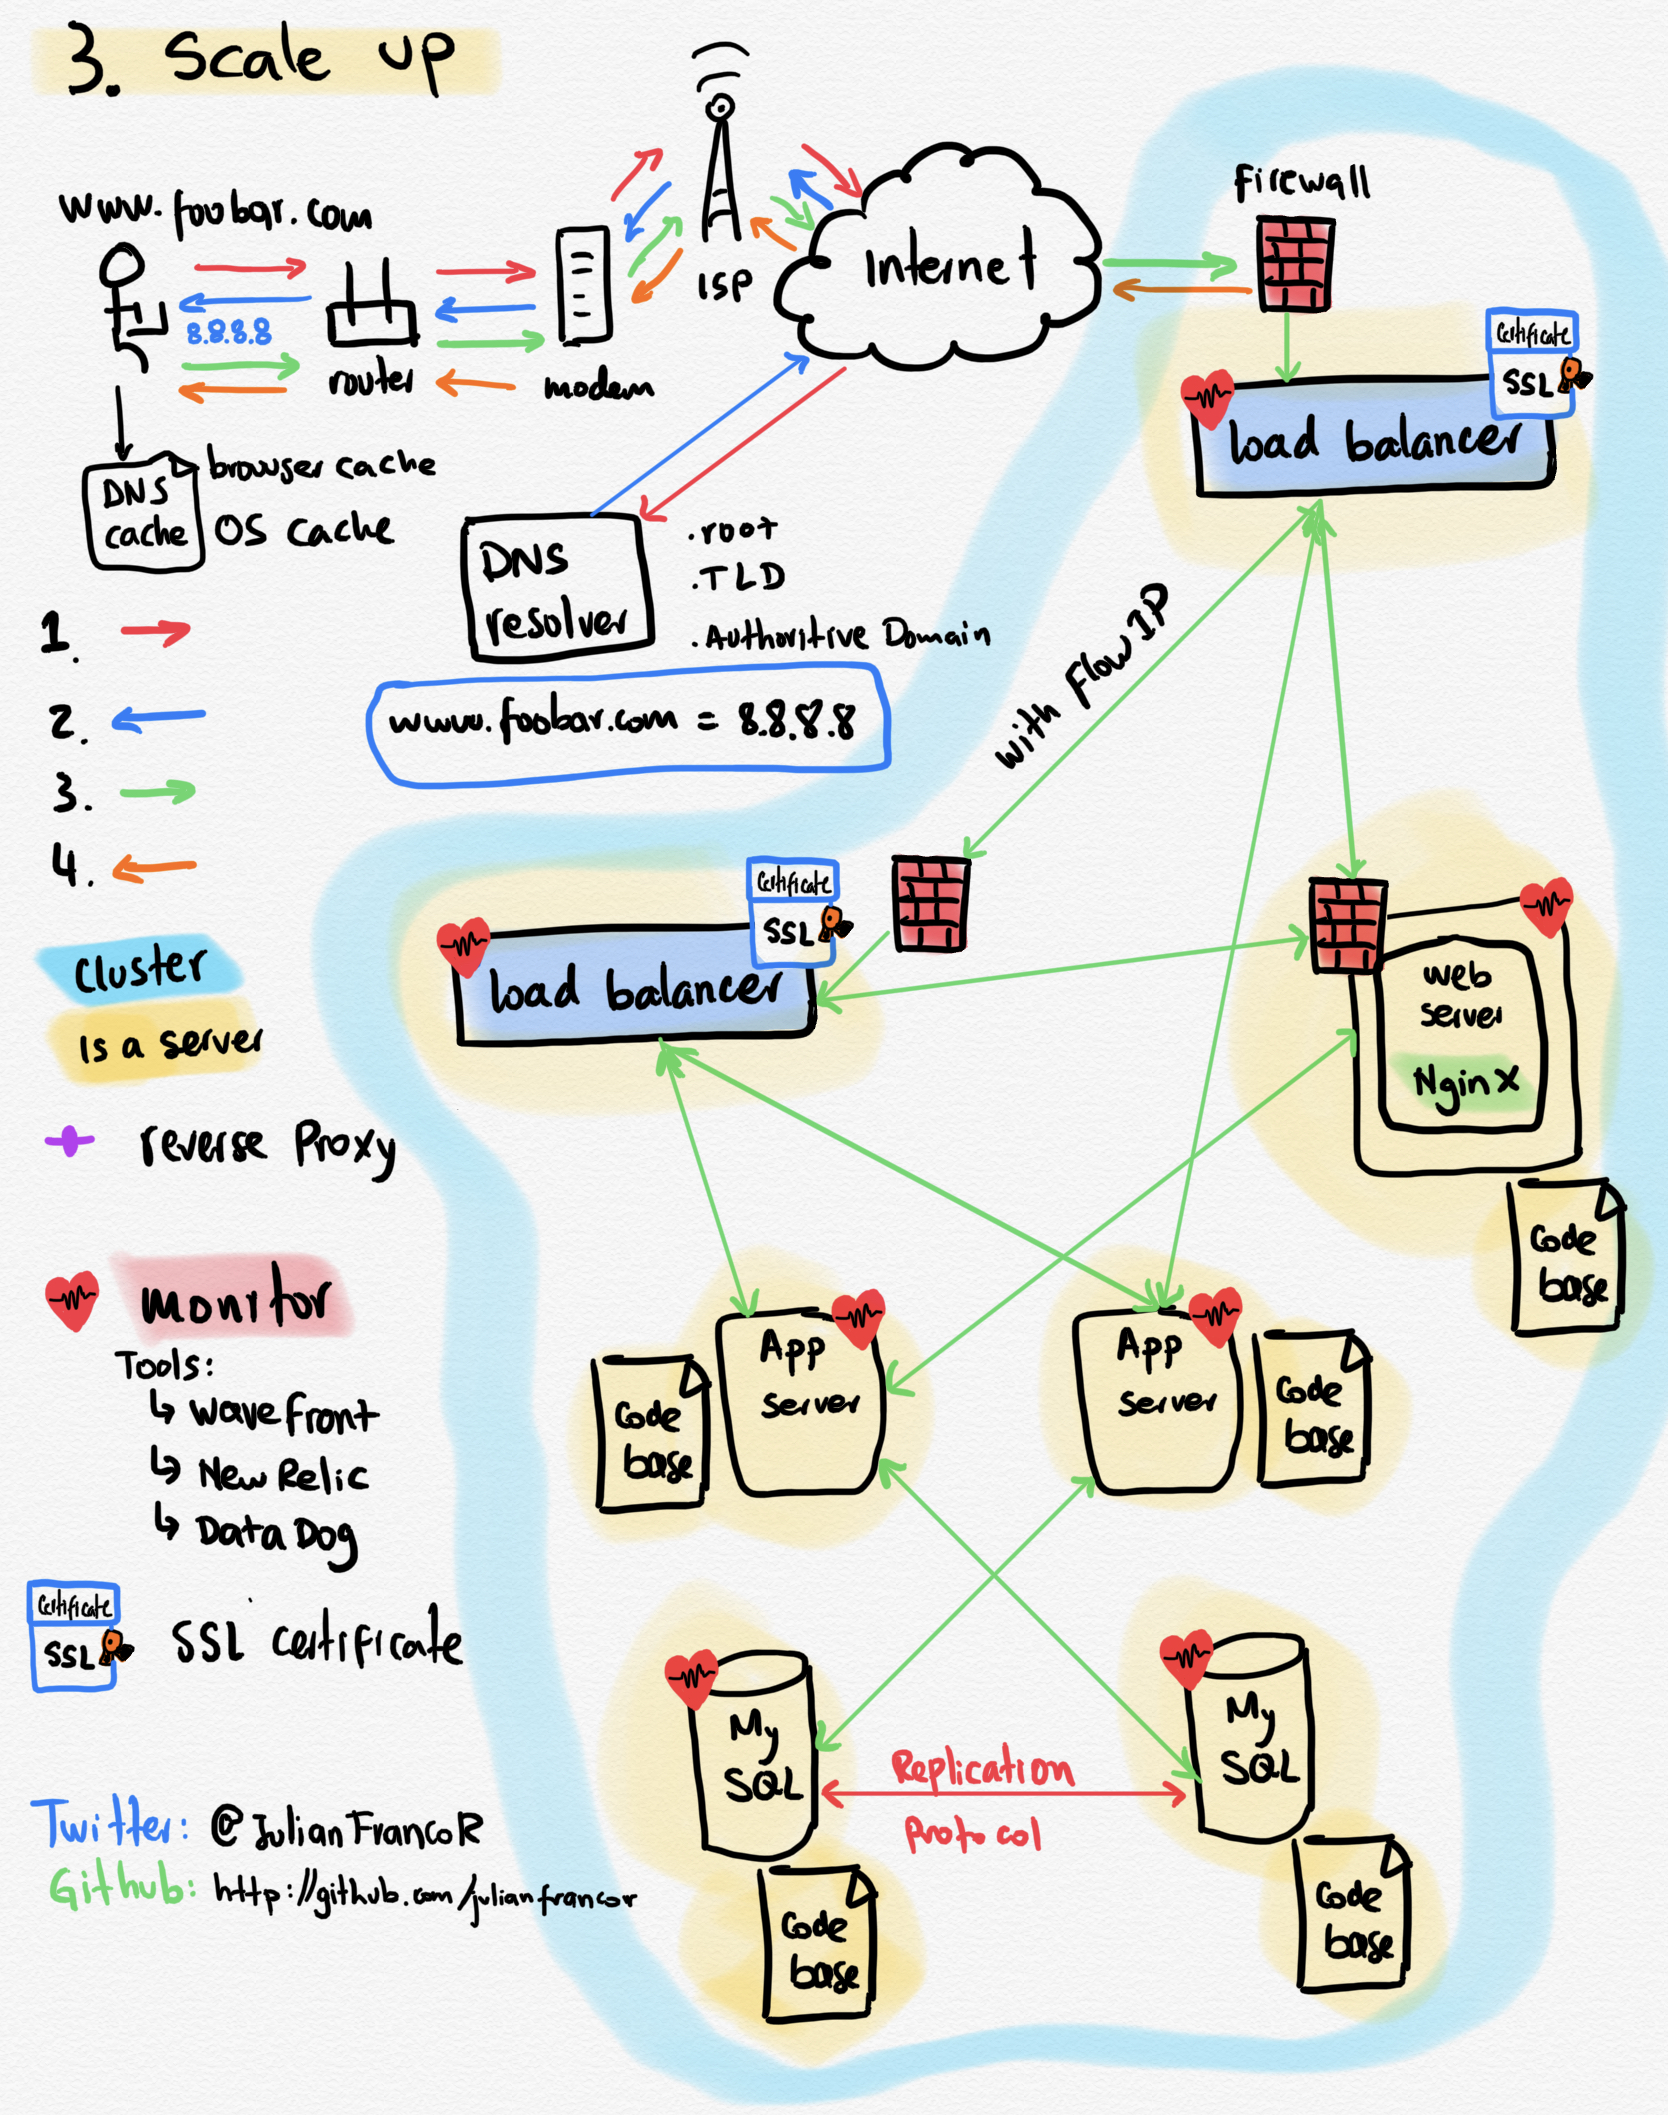 3. Scale up
www.foobar.com
8.8.8.8
router
modem
ISP
Internet
Firewall
DNS
cache
browser cache
OS cache
DNS
resolver
.root
.TLD
.Authoritive Domain
www.foobar.com = 8.8.8.8
1.
2.
3.
4.
Certificate
SSL
load balancer
with Flow IP
Certificate
SSL
load balancer
web
server
NginX
Code
base
Cluster
Is a server
reverse Proxy
monitor
Tools:
↳ Wavefront
↳ New Relic
↳ Data Dog
Certificate
SSL
SSL certificate
App
server
Code
base
App
server
Code
base
My
SQL
Code
base
Replication
Protocol
My
SQL
Code
base
Twitter: @JulianFrancoR
Github: http://github.com/julianfrancor